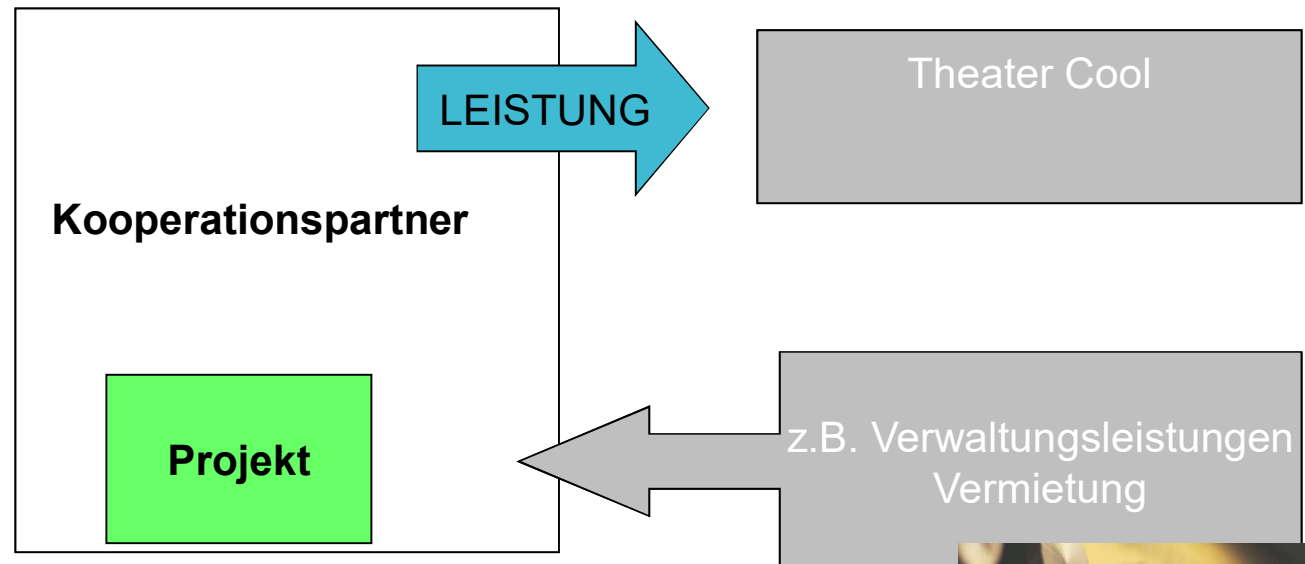 Theater Cool
LEISTUNG
Kooperationspartner
z.B. Verwaltungsleistungen
Vermietung
Projekt